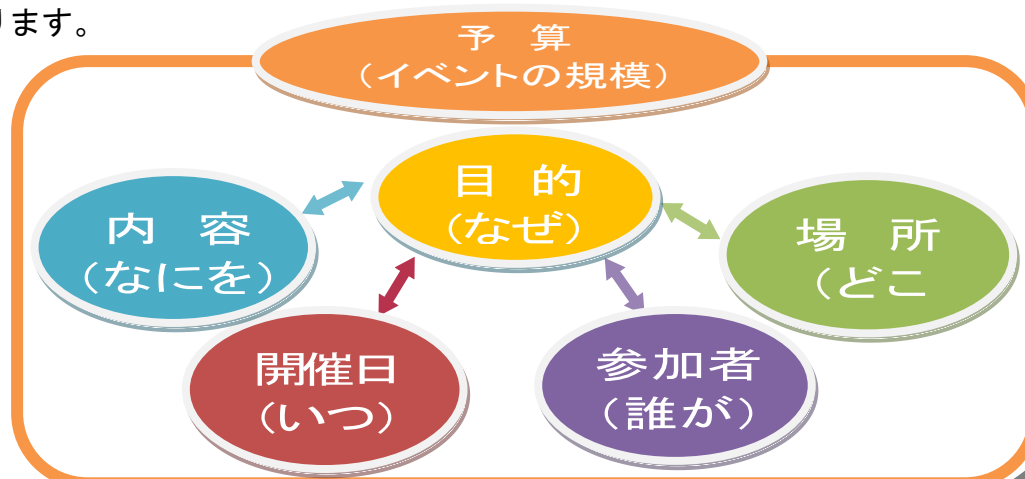 ります。
予 算
（イベントの規模）
目 的
（なぜ）
内 容
（なにを）
場 所
（どこ
開催日
（いつ）
参加者
（誰が）